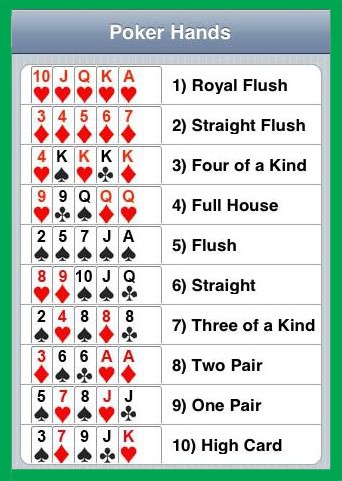 Poker Hands
10 J Q K A 1) Royal Flush
3 4 5 6 7 2) Straight Flush
4 K K K K 3) Four of a Kind
9 9 Q Q Q 4) Full House
2 5 7 J A 5) Flush
8 9 10 J Q 6) Straight
2 4 8 8 8 7) Three of a Kind
3 6 6 A A 8) Two Pair
5 7 8 J J 9) One Pair
3 7 9 J K 10) High Card